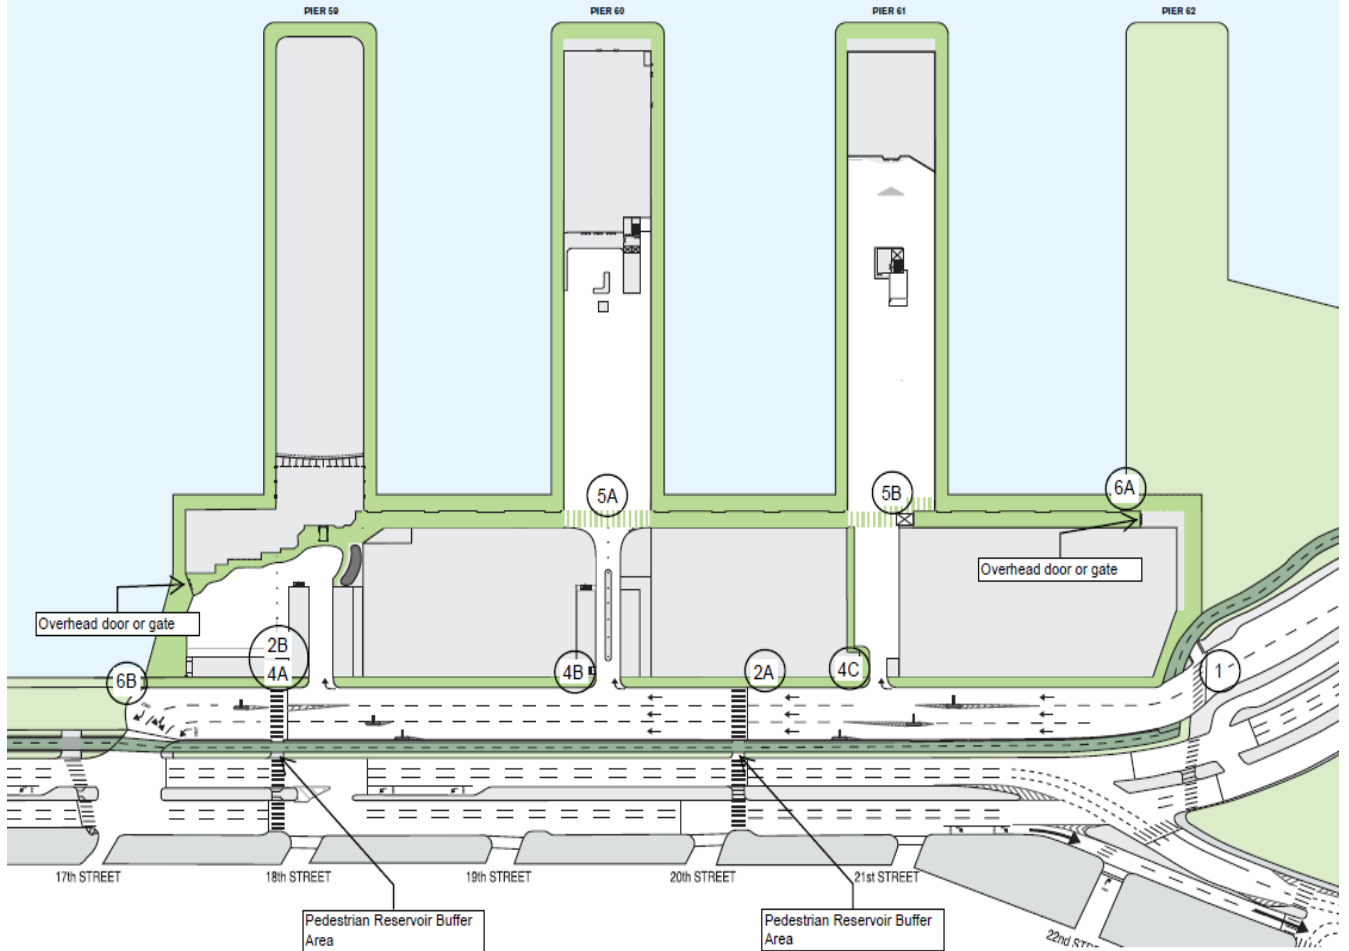 PIER 59
PIER 60
PIER 61
PIER 62
5A
5B
6A
Overhead door or gate
Overhead door or gate
2B
4A
6B
4B
2A
4C
1
17th STREET
18th STREET
19th STREET
20th STREET
21st STREET
22nd
Pedestrian Reservoir Buffer
Area
Pedestrian Reservoir Buffer
Area